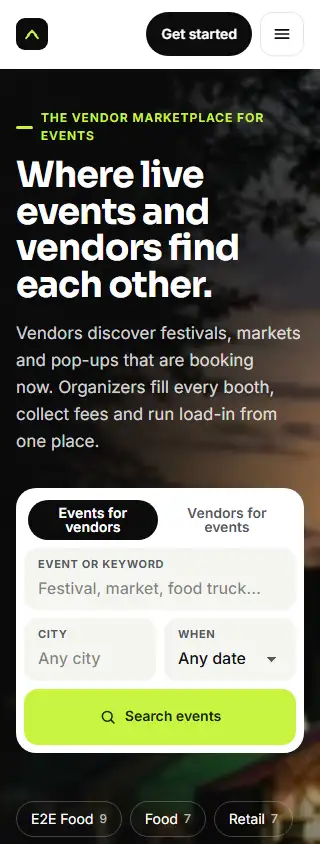 Get started
THE VENDOR MARKETPLACE FOR
EVENTS
Where live
events and
vendors find
each other.
Vendors discover festivals, markets
and pop-ups that are booking
now. Organizers fill every booth,
collect fees and run load-in from
one place.
Events for
vendors
Vendors for
events
EVENT OR KEYWORD
Festival, market, food truck...
CITY
Any city
WHEN
Any date
Search events
E2E Food 9
Food 7
Retail 7